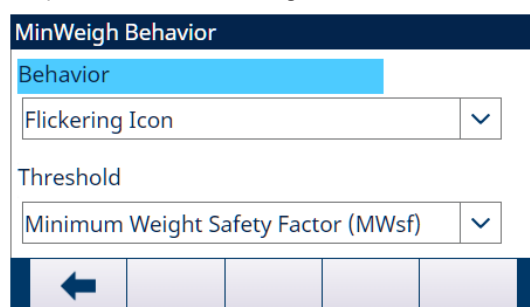 MinWeigh Behavior
Behavior
Flickering Icon
Threshold
Minimum Weight Safety Factor (MWsf)